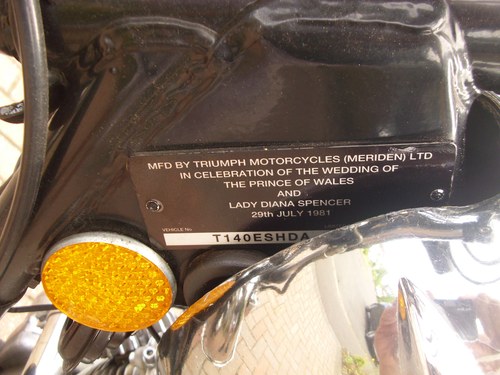 MFD BY TRIUMPH MOTORCYCLES (MERIDEN) LTD
IN CELEBRATION OF THE WEDDING OF
THE PRINCE OF WALES
AND
LADY DIANA SPENCER
29th JULY 1981
VEHICLE No T140ESHDA